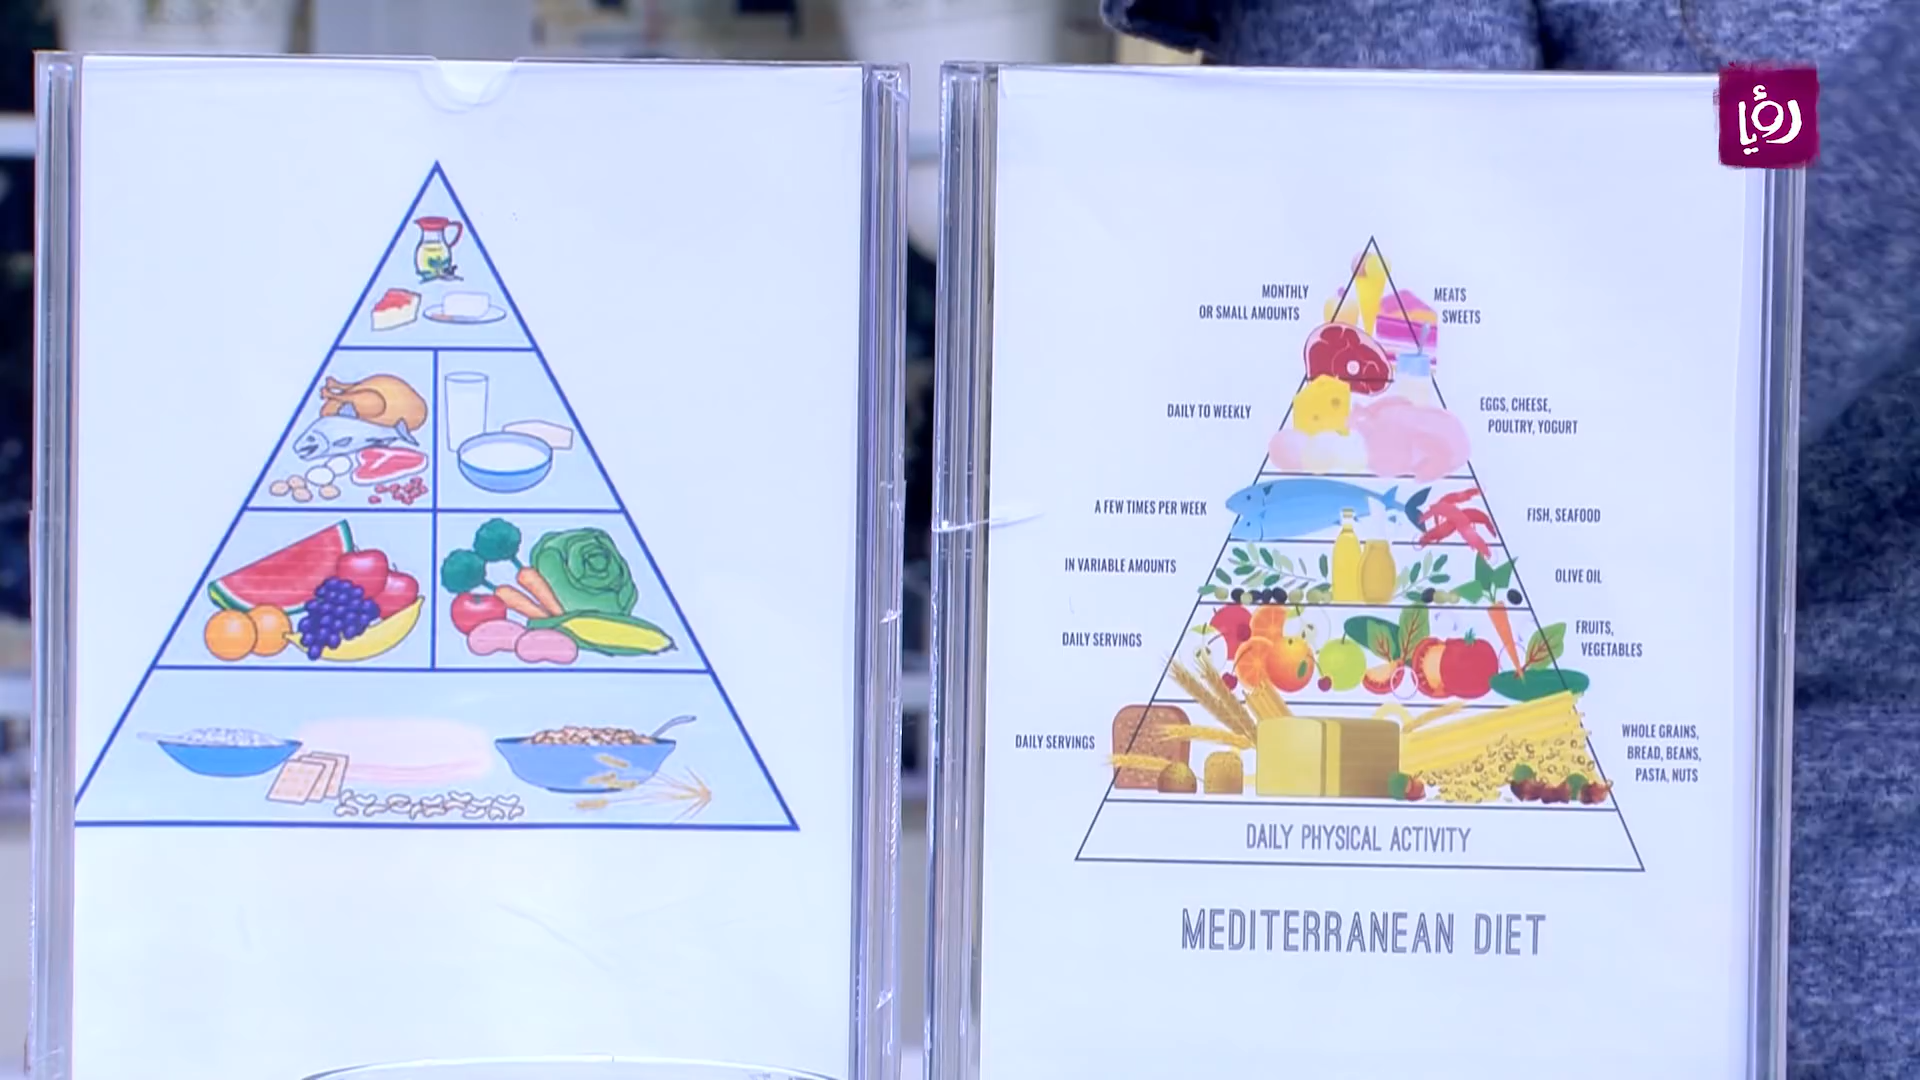 رؤيا
MONTHLY
OR SMALL AMOUNTS
MEATS
SWEETS
DAILY TO WEEKLY
EGGS, CHEESE,
POULTRY, YOGURT
A FEW TIMES PER WEEK
FISH, SEAFOOD
IN VARIABLE AMOUNTS
OLIVE OIL
DAILY SERVINGS
FRUITS,
VEGETABLES
DAILY SERVINGS
WHOLE GRAINS,
BREAD, BEANS,
PASTA, NUTS
DAILY PHYSICAL ACTIVITY
MEDITERRANEAN DIET